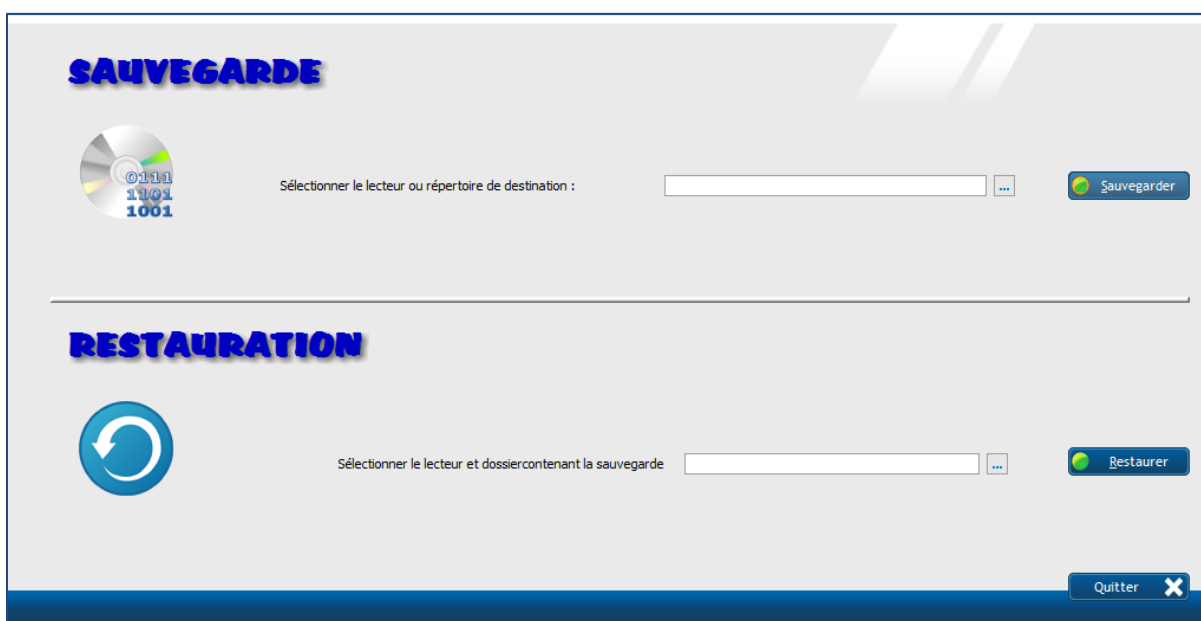 SAUVEGARDE
0111
1101
1001
Sélectionner le lecteur ou répertoire de destination :
...
Sauvegarder
RESTAURATION
Sélectionner le lecteur et dossiercontenant la sauvegarde
...
Restaurer
Quitter